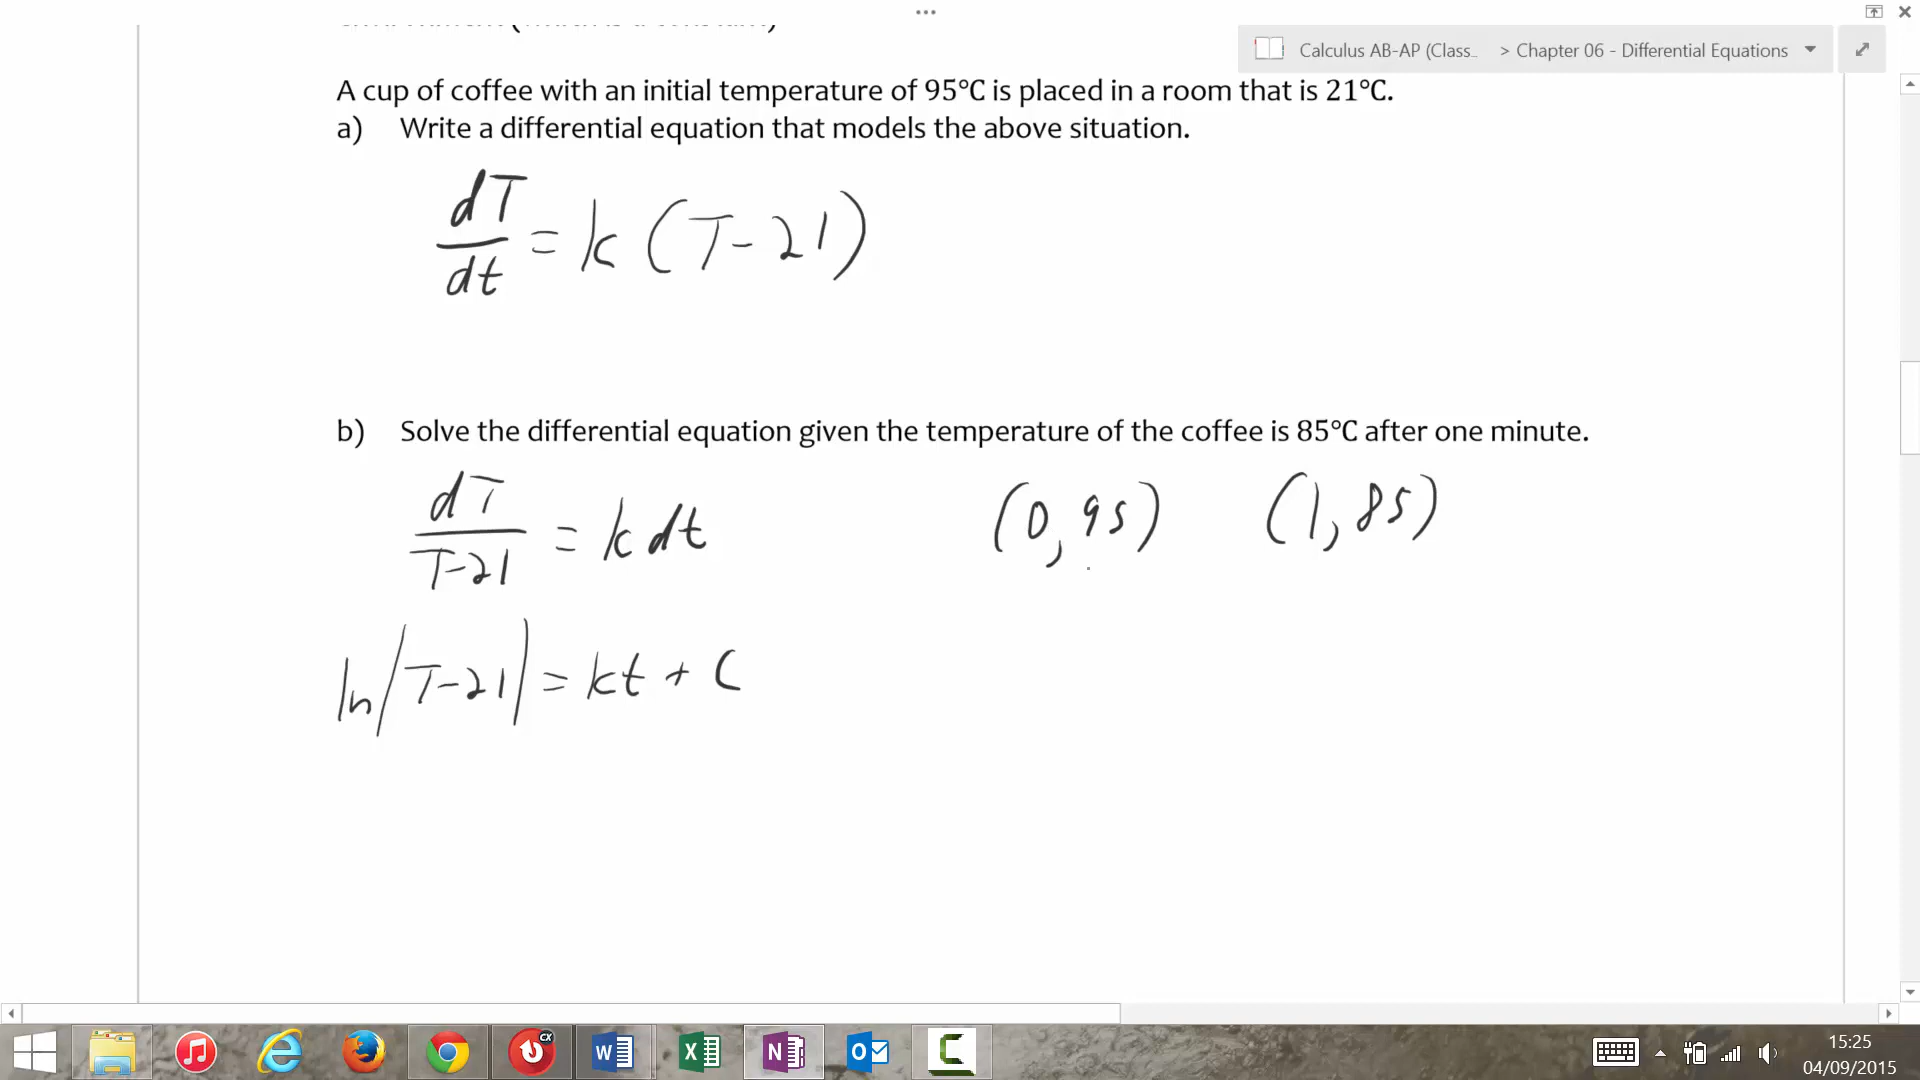 Calculus AB-AP (Class... > Chapter 06 - Differential Equations
A cup of coffee with an initial temperature of 95°C is placed in a room that is 21°C.
a) Write a differential equation that models the above situation.
dT/dt = k(T-21)
b) Solve the differential equation given the temperature of the coffee is 85°C after one minute.
dT/(T-21) = k dt (0, 95) (1, 85)
ln|T-21| = kt + C
15:25
04/09/2015